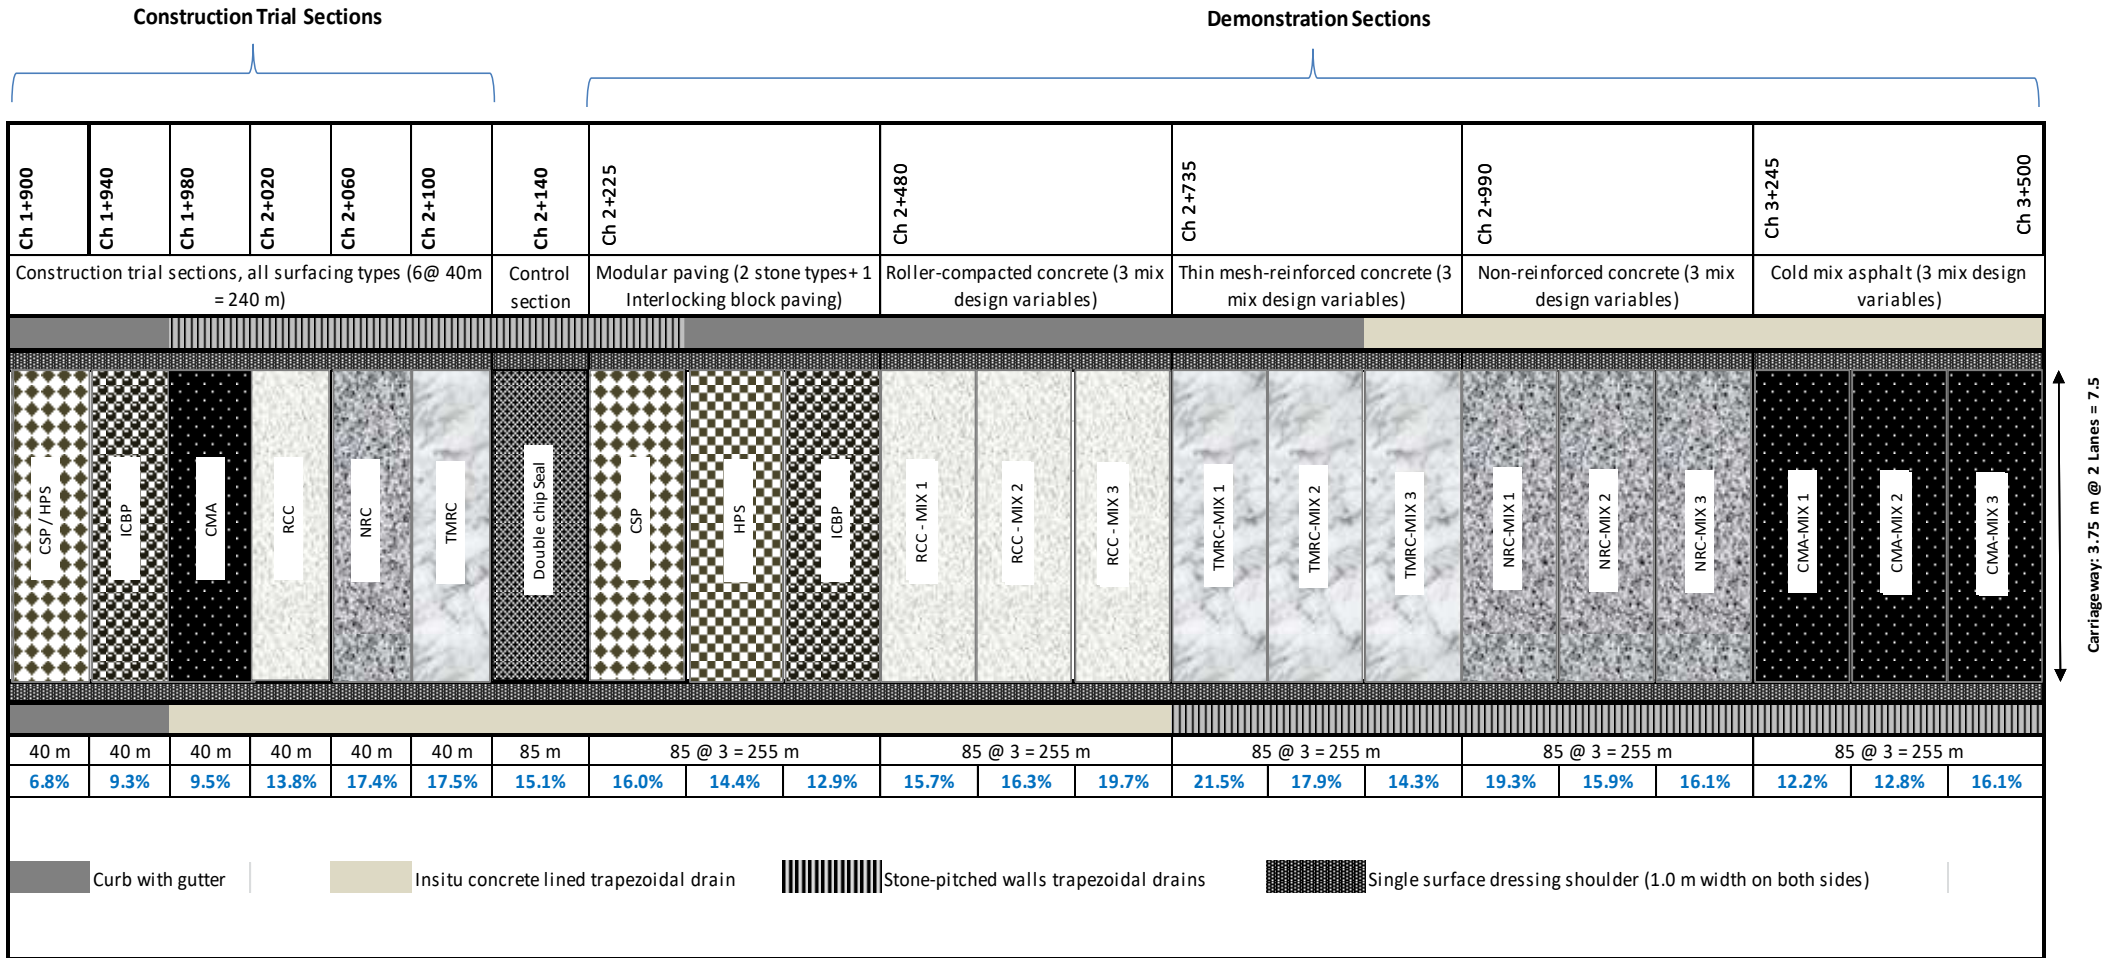 Construction Trial Sections
Demonstration Sections
Ch 1+900
Ch 1+940
Ch 1+980
Ch 2+020
Ch 2+060
Ch 2+100
Ch 2+140
Ch 2+225
Ch 2+480
Ch 2+735
Ch 2+990
Ch 3+245
Ch 3+500
Construction trial sections, all surfacing types (6@ 40m
= 240 m)
Control
section
Modular paving (2 stone types+ 1
Interlocking block paving)
Roller-compacted concrete (3 mix
design variables)
Thin mesh-reinforced concrete (3
mix design variables)
Non-reinforced concrete (3 mix
design variables)
Cold mix asphalt (3 mix design
variables)
CSP / HPS
ICBP
CMA
RCC
NRC
TMRC
Double chip Seal
CSP
HPS
ICBP
RCC - MIX 1
RCC - MIX 2
RCC - MIX 3
TMRC-MIX 1
TMRC-MIX 2
TMRC-MIX 3
NRC-MIX 1
NRC-MIX 2
NRC-MIX 3
CMA-MIX 1
CMA-MIX 2
CMA-MIX 3
Carriageway: 3.75 m @ 2 Lanes = 7.5
40 m
40 m
40 m
40 m
40 m
40 m
85 m
85 @ 3 = 255 m
85 @ 3 = 255 m
85 @ 3 = 255 m
85 @ 3 = 255 m
85 @ 3 = 255 m
6.8%
9.3%
9.5%
13.8%
17.4%
17.5%
15.1%
16.0%
14.4%
12.9%
15.7%
16.3%
19.7%
21.5%
17.9%
14.3%
19.3%
15.9%
16.1%
12.2%
12.8%
16.1%
Curb with gutter
Insitu concrete lined trapezoidal drain
Stone-pitched walls trapezoidal drains
Single surface dressing shoulder (1.0 m width on both sides)